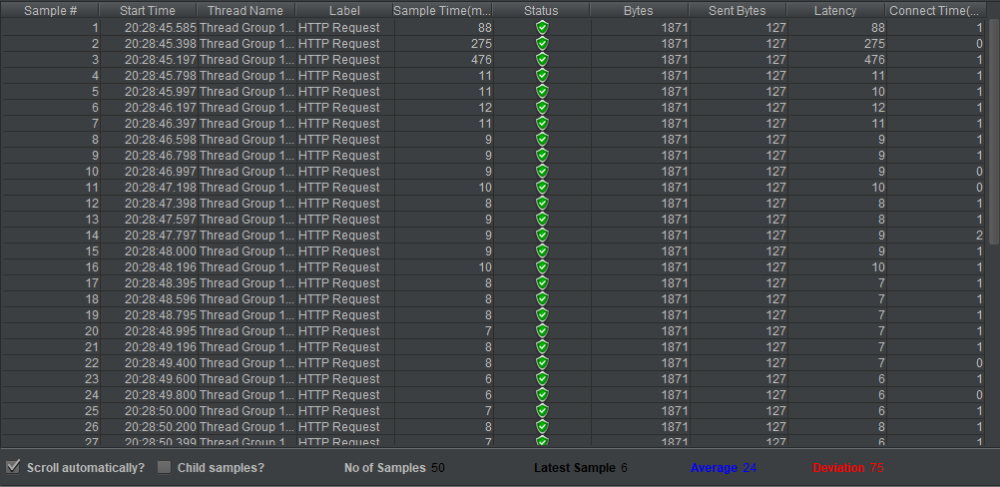 Sample # Start Time Thread Name Label Sample Time(m... Status Bytes Sent Bytes Latency Connect Time(...
1 20:28:45.585 Thread Group 1... HTTP Request 88 1871 127 88 1
2 20:28:45.398 Thread Group 1... HTTP Request 275 1871 127 275 0
3 20:28:45.197 Thread Group 1... HTTP Request 476 1871 127 476 1
4 20:28:45.798 Thread Group 1... HTTP Request 11 1871 127 11 1
5 20:28:45.997 Thread Group 1... HTTP Request 11 1871 127 10 1
6 20:28:46.197 Thread Group 1... HTTP Request 12 1871 127 12 1
7 20:28:46.397 Thread Group 1... HTTP Request 11 1871 127 11 1
8 20:28:46.598 Thread Group 1... HTTP Request 9 1871 127 9 1
9 20:28:46.798 Thread Group 1... HTTP Request 9 1871 127 9 1
10 20:28:46.997 Thread Group 1... HTTP Request 9 1871 127 9 0
11 20:28:47.198 Thread Group 1... HTTP Request 10 1871 127 10 0
12 20:28:47.398 Thread Group 1... HTTP Request 8 1871 127 8 1
13 20:28:47.597 Thread Group 1... HTTP Request 9 1871 127 8 1
14 20:28:47.797 Thread Group 1... HTTP Request 9 1871 127 9 2
15 20:28:48.000 Thread Group 1... HTTP Request 9 1871 127 9 1
16 20:28:48.196 Thread Group 1... HTTP Request 10 1871 127 10 1
17 20:28:48.395 Thread Group 1... HTTP Request 8 1871 127 7 1
18 20:28:48.596 Thread Group 1... HTTP Request 8 1871 127 7 1
19 20:28:48.795 Thread Group 1... HTTP Request 8 1871 127 7 1
20 20:28:48.995 Thread Group 1... HTTP Request 7 1871 127 7 1
21 20:28:49.196 Thread Group 1... HTTP Request 8 1871 127 7 1
22 20:28:49.400 Thread Group 1... HTTP Request 8 1871 127 7 0
23 20:28:49.600 Thread Group 1... HTTP Request 6 1871 127 6 1
24 20:28:49.800 Thread Group 1... HTTP Request 6 1871 127 6 0
25 20:28:50.000 Thread Group 1... HTTP Request 7 1871 127 6 1
26 20:28:50.200 Thread Group 1... HTTP Request 8 1871 127 8 1
27 20:28:50.399 Thread Group 1... HTTP Request 7 1871 127 6 1
Scroll automatically? Child samples? No of Samples 50 Latest Sample 6 Average 24 Deviation 75